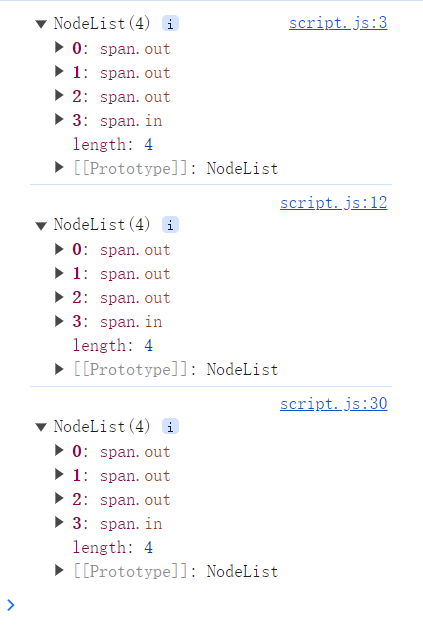 NodeList(4) i script.js:3
0: span.out
1: span.out
2: span.out
3: span.in
length: 4
[[Prototype]]: NodeList
script.js:12
NodeList(4) i
0: span.out
1: span.out
2: span.out
3: span.in
length: 4
[[Prototype]]: NodeList
script.js:30
NodeList(4) i
0: span.out
1: span.out
2: span.out
3: span.in
length: 4
[[Prototype]]: NodeList